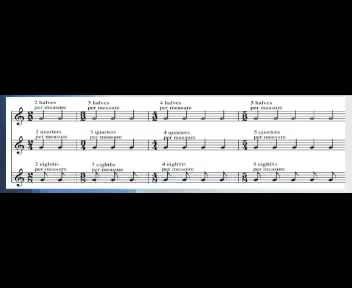 2 halves
per measure
3 halves
per measure
4 halves
per measure
5 halves
per measure
2 quarters
per measure
3 quarters
per measure
4 quarters
per measure
5 quarters
per measure
2 eighths
per measure
3 eighths
per measure
4 eighths
per measure
5 eighths
per measure